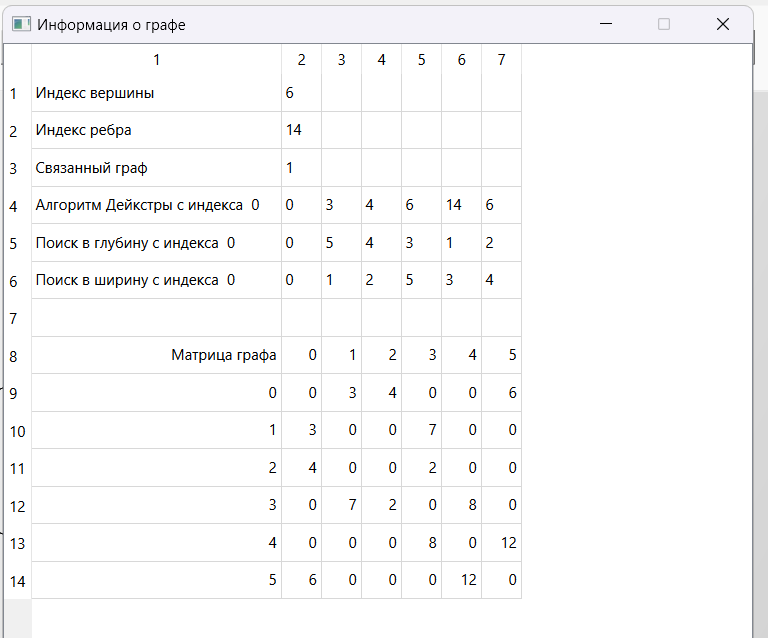 Информация о графе
1 2 3 4 5 6 7
1 Индекс вершины 6
2 Индекс ребра 14
3 Связанный граф 1
4 Алгоритм Дейкстры с индекса 0 0 3 4 6 14 6
5 Поиск в глубину с индекса 0 0 5 4 3 1 2
6 Поиск в ширину с индекса 0 0 1 2 5 3 4
7
8 Матрица графа 0 1 2 3 4 5
9 0 0 3 4 0 0 6
10 1 3 0 0 7 0 0
11 2 4 0 0 2 0 0
12 3 0 7 2 0 8 0
13 4 0 0 0 8 0 12
14 5 6 0 0 0 12 0